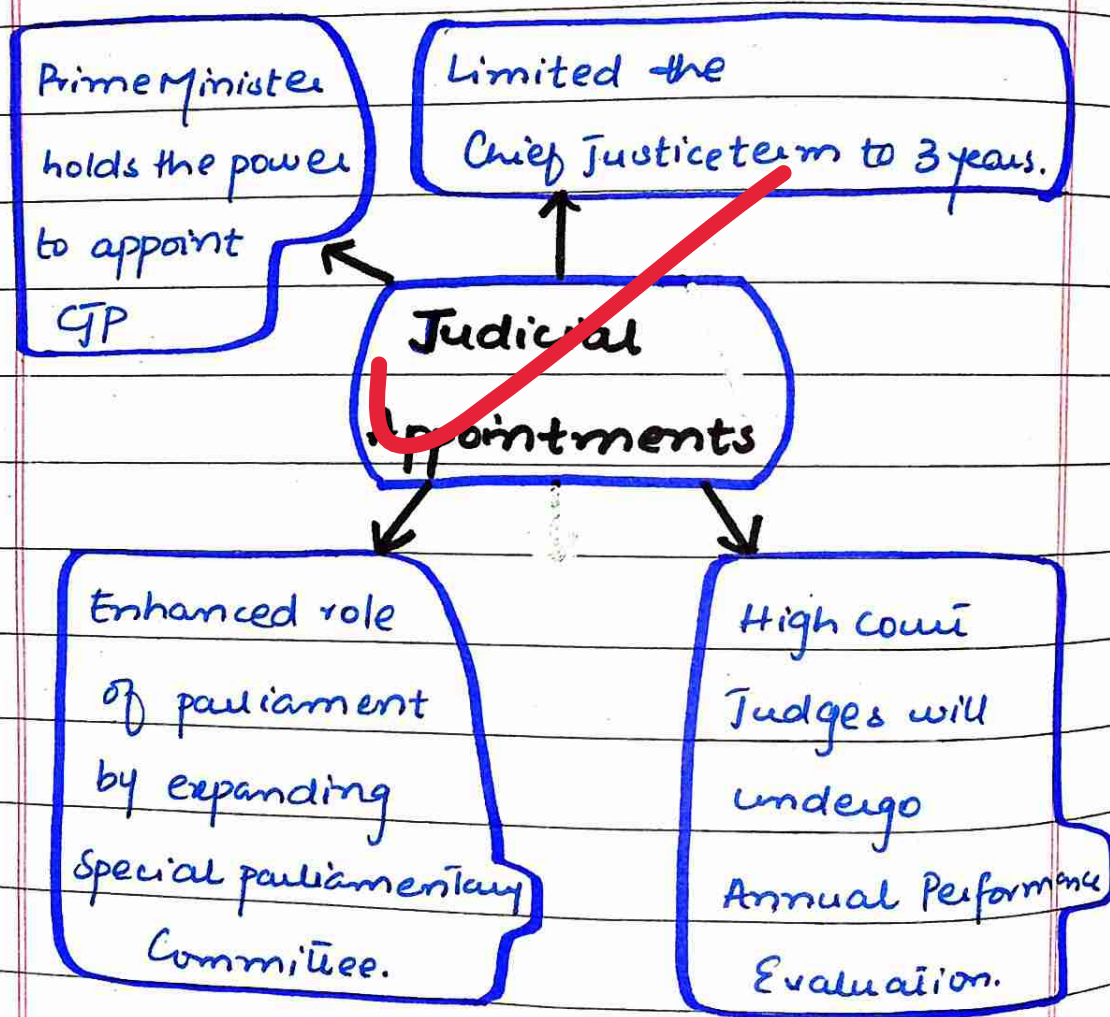 Prime Minister
holds the power
to appoint
CJP
Limited the
Chief Justice term to 3 years.
Judicial
Appointments
Enhanced role
of parliament
by expanding
Special parliamentary
Committee.
High court
Judges will
undergo
Annual Performance
Evaluation.